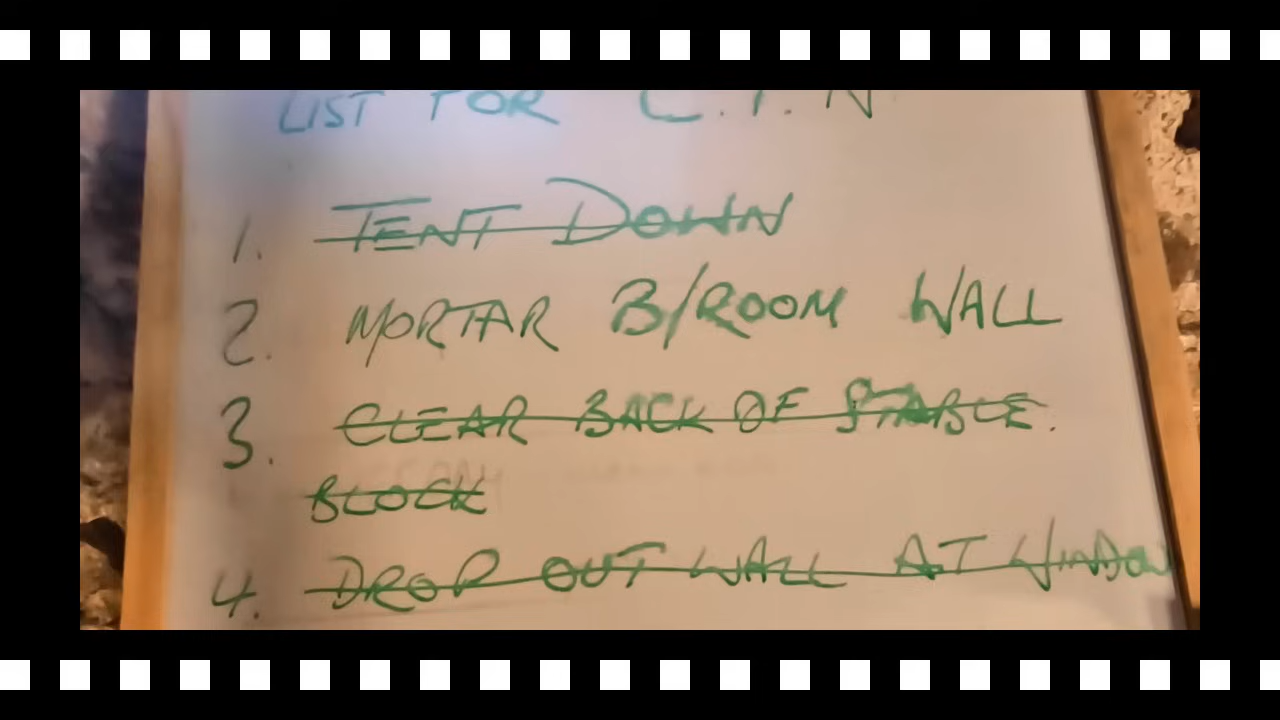 LIST FOR C.T.N
1. TENT DOWN
2. MORTAR B/ROOM WALL
3. CLEAR BACK OF STABLE.
BLOCK
4. DROP OUT WALL AT WINDOW